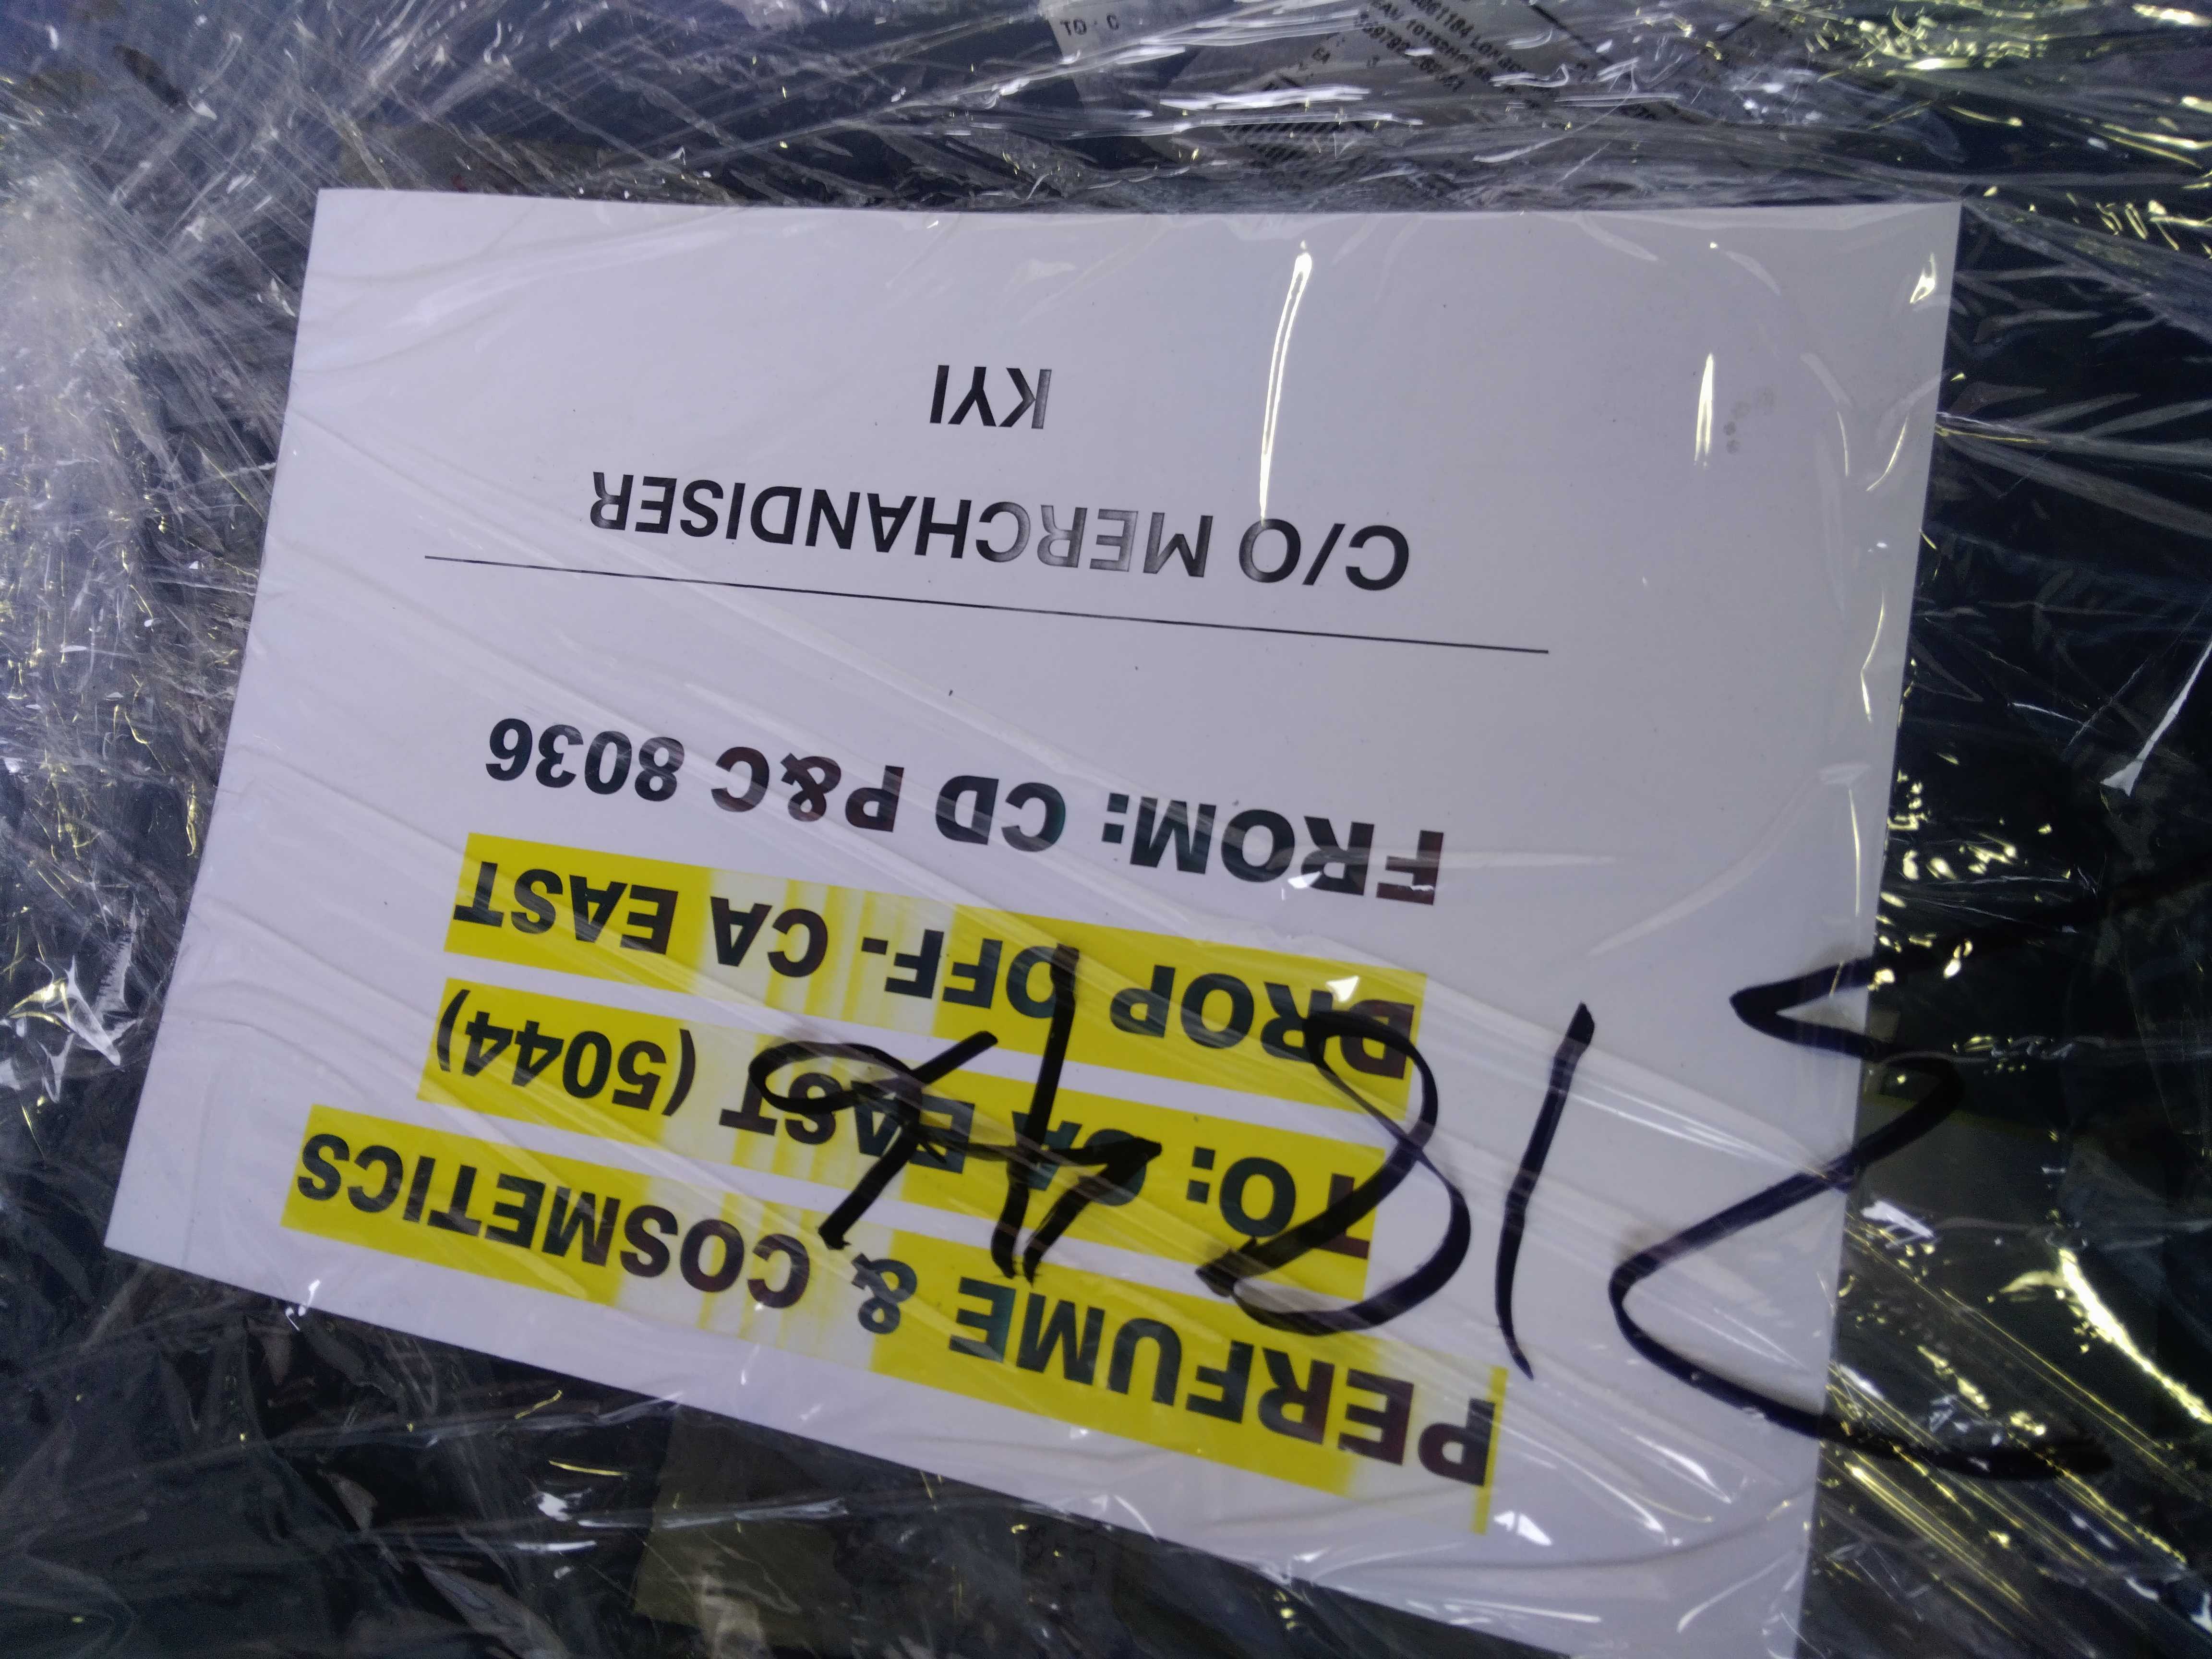 PERFUME & COSMETICS
TO: CA EAST (5044)
DROP OFF. CA EAST
FROM: CD P&C 8036
C/O MERCHANDISER
KYI